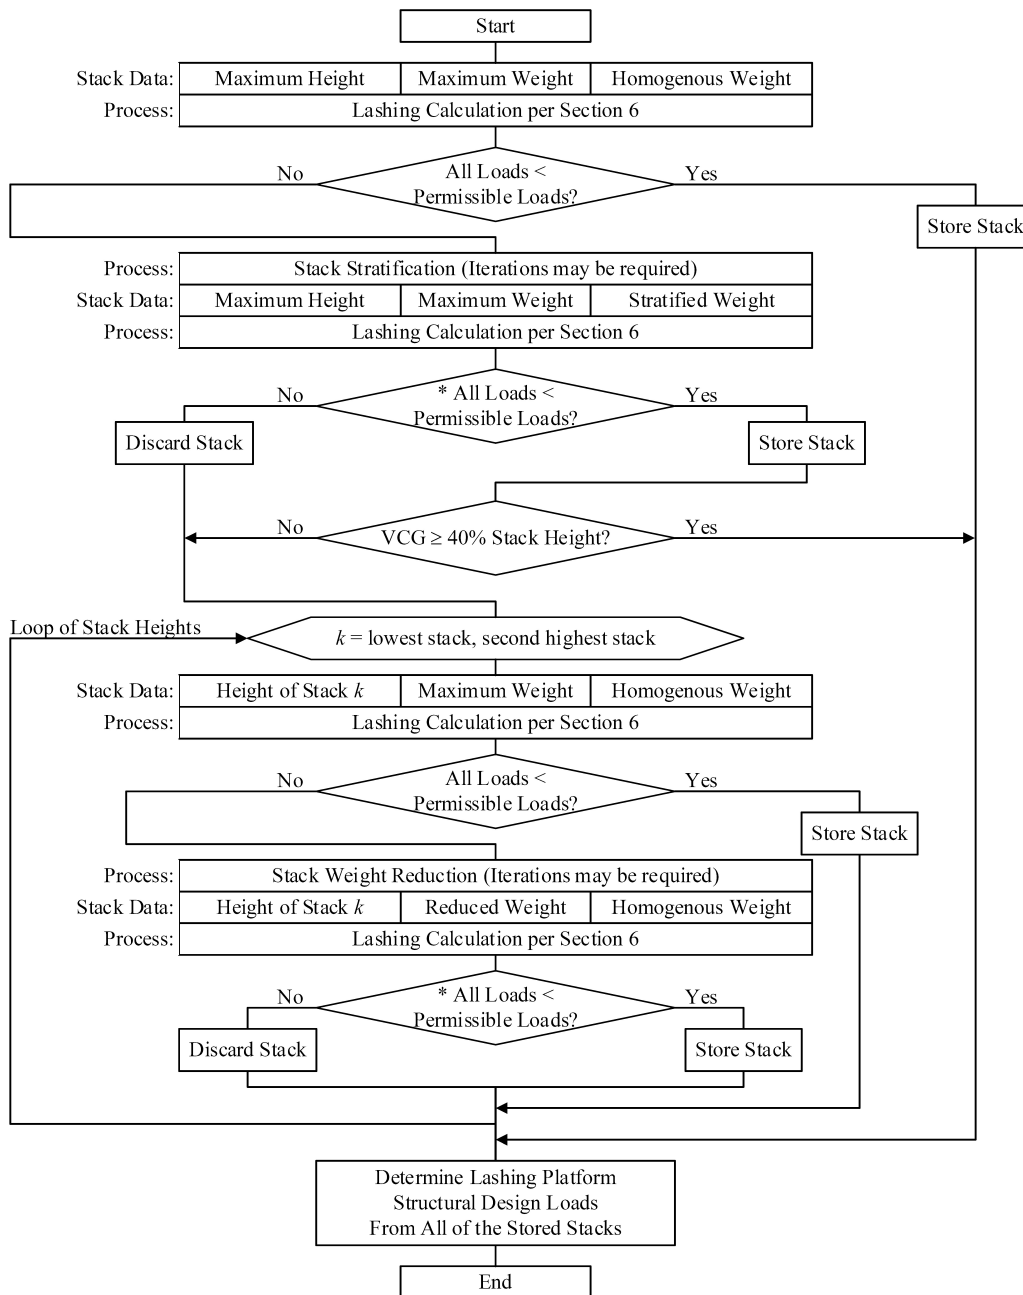 Start
Stack Data: Maximum Height Maximum Weight Homogenous Weight
Process: Lashing Calculation per Section 6
No All Loads < Yes
Permissible Loads?
Store Stack
Process: Stack Stratification (Iterations may be required)
Stack Data: Maximum Height Maximum Weight Stratified Weight
Process: Lashing Calculation per Section 6
No * All Loads < Yes
Permissible Loads?
Discard Stack Store Stack
No VCG ≥ 40% Stack Height? Yes
Loop of Stack Heights
k = lowest stack, second highest stack
Stack Data: Height of Stack k Maximum Weight Homogenous Weight
Process: Lashing Calculation per Section 6
No All Loads < Yes
Permissible Loads?
Store Stack
Process: Stack Weight Reduction (Iterations may be required)
Stack Data: Height of Stack k Reduced Weight Homogenous Weight
Process: Lashing Calculation per Section 6
No * All Loads < Yes
Permissible Loads?
Discard Stack Store Stack
Determine Lashing Platform
Structural Design Loads
From All of the Stored Stacks
End